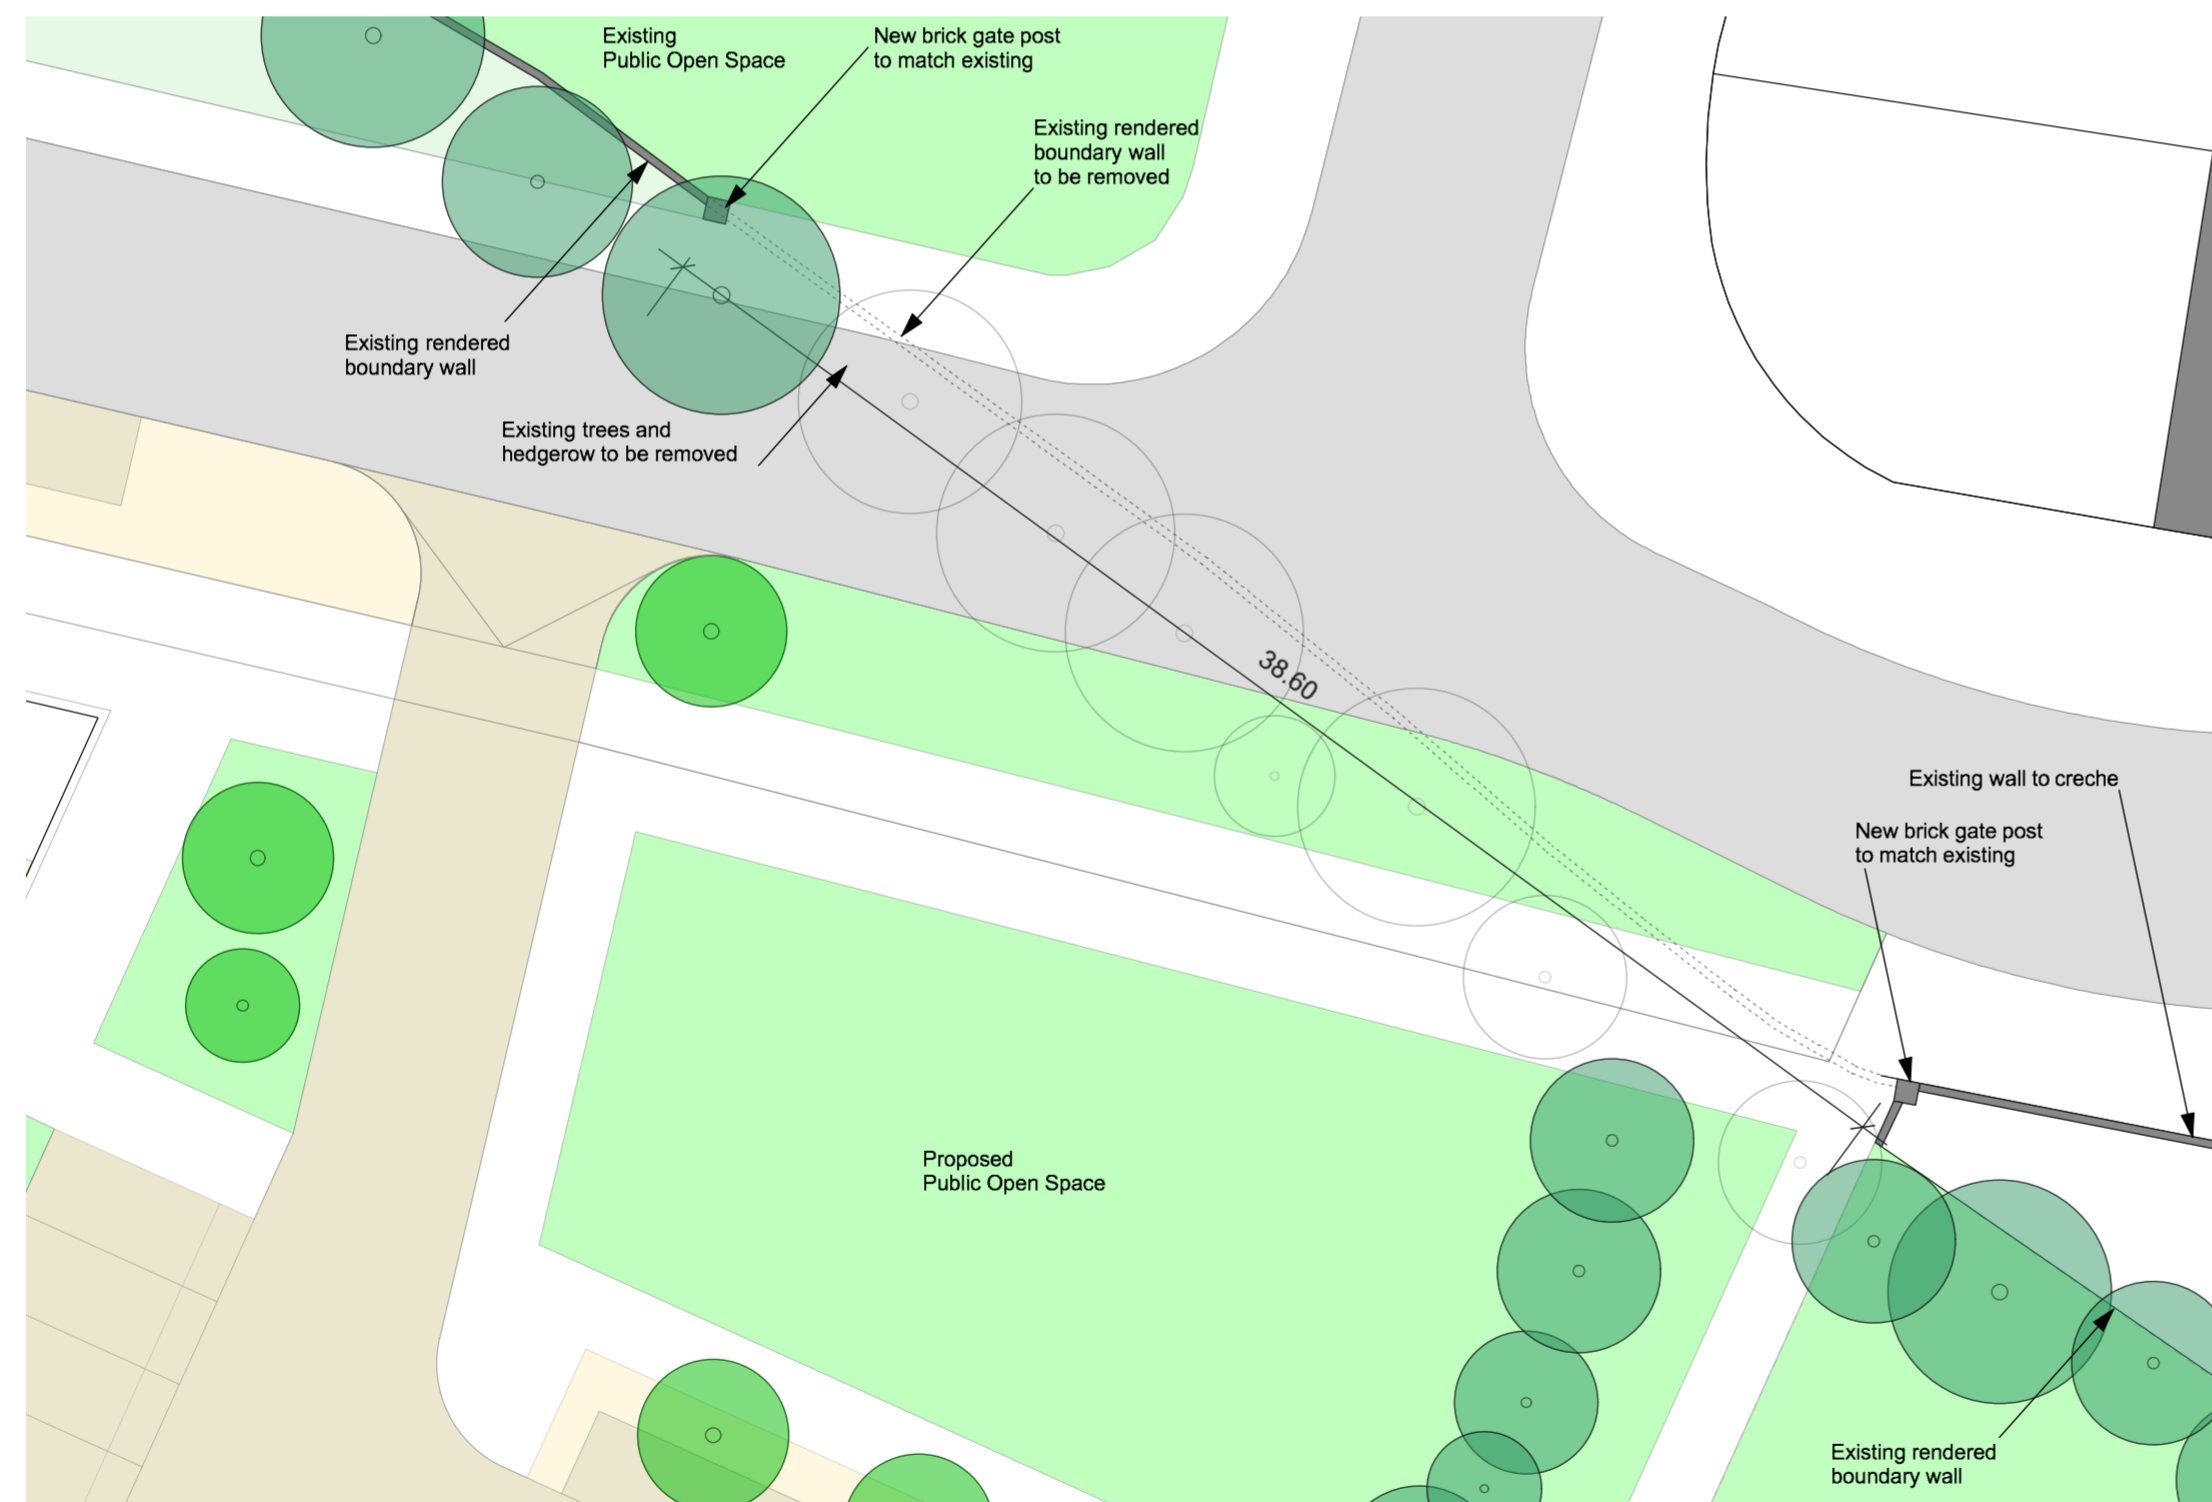 Existing
Public Open Space
New brick gate post
to match existing
Existing rendered
boundary wall
to be removed
Existing rendered
boundary wall
Existing trees and
hedgerow to be removed
38.60
Existing wall to creche
New brick gate post
to match existing
Proposed
Public Open Space
Existing rendered
boundary wall